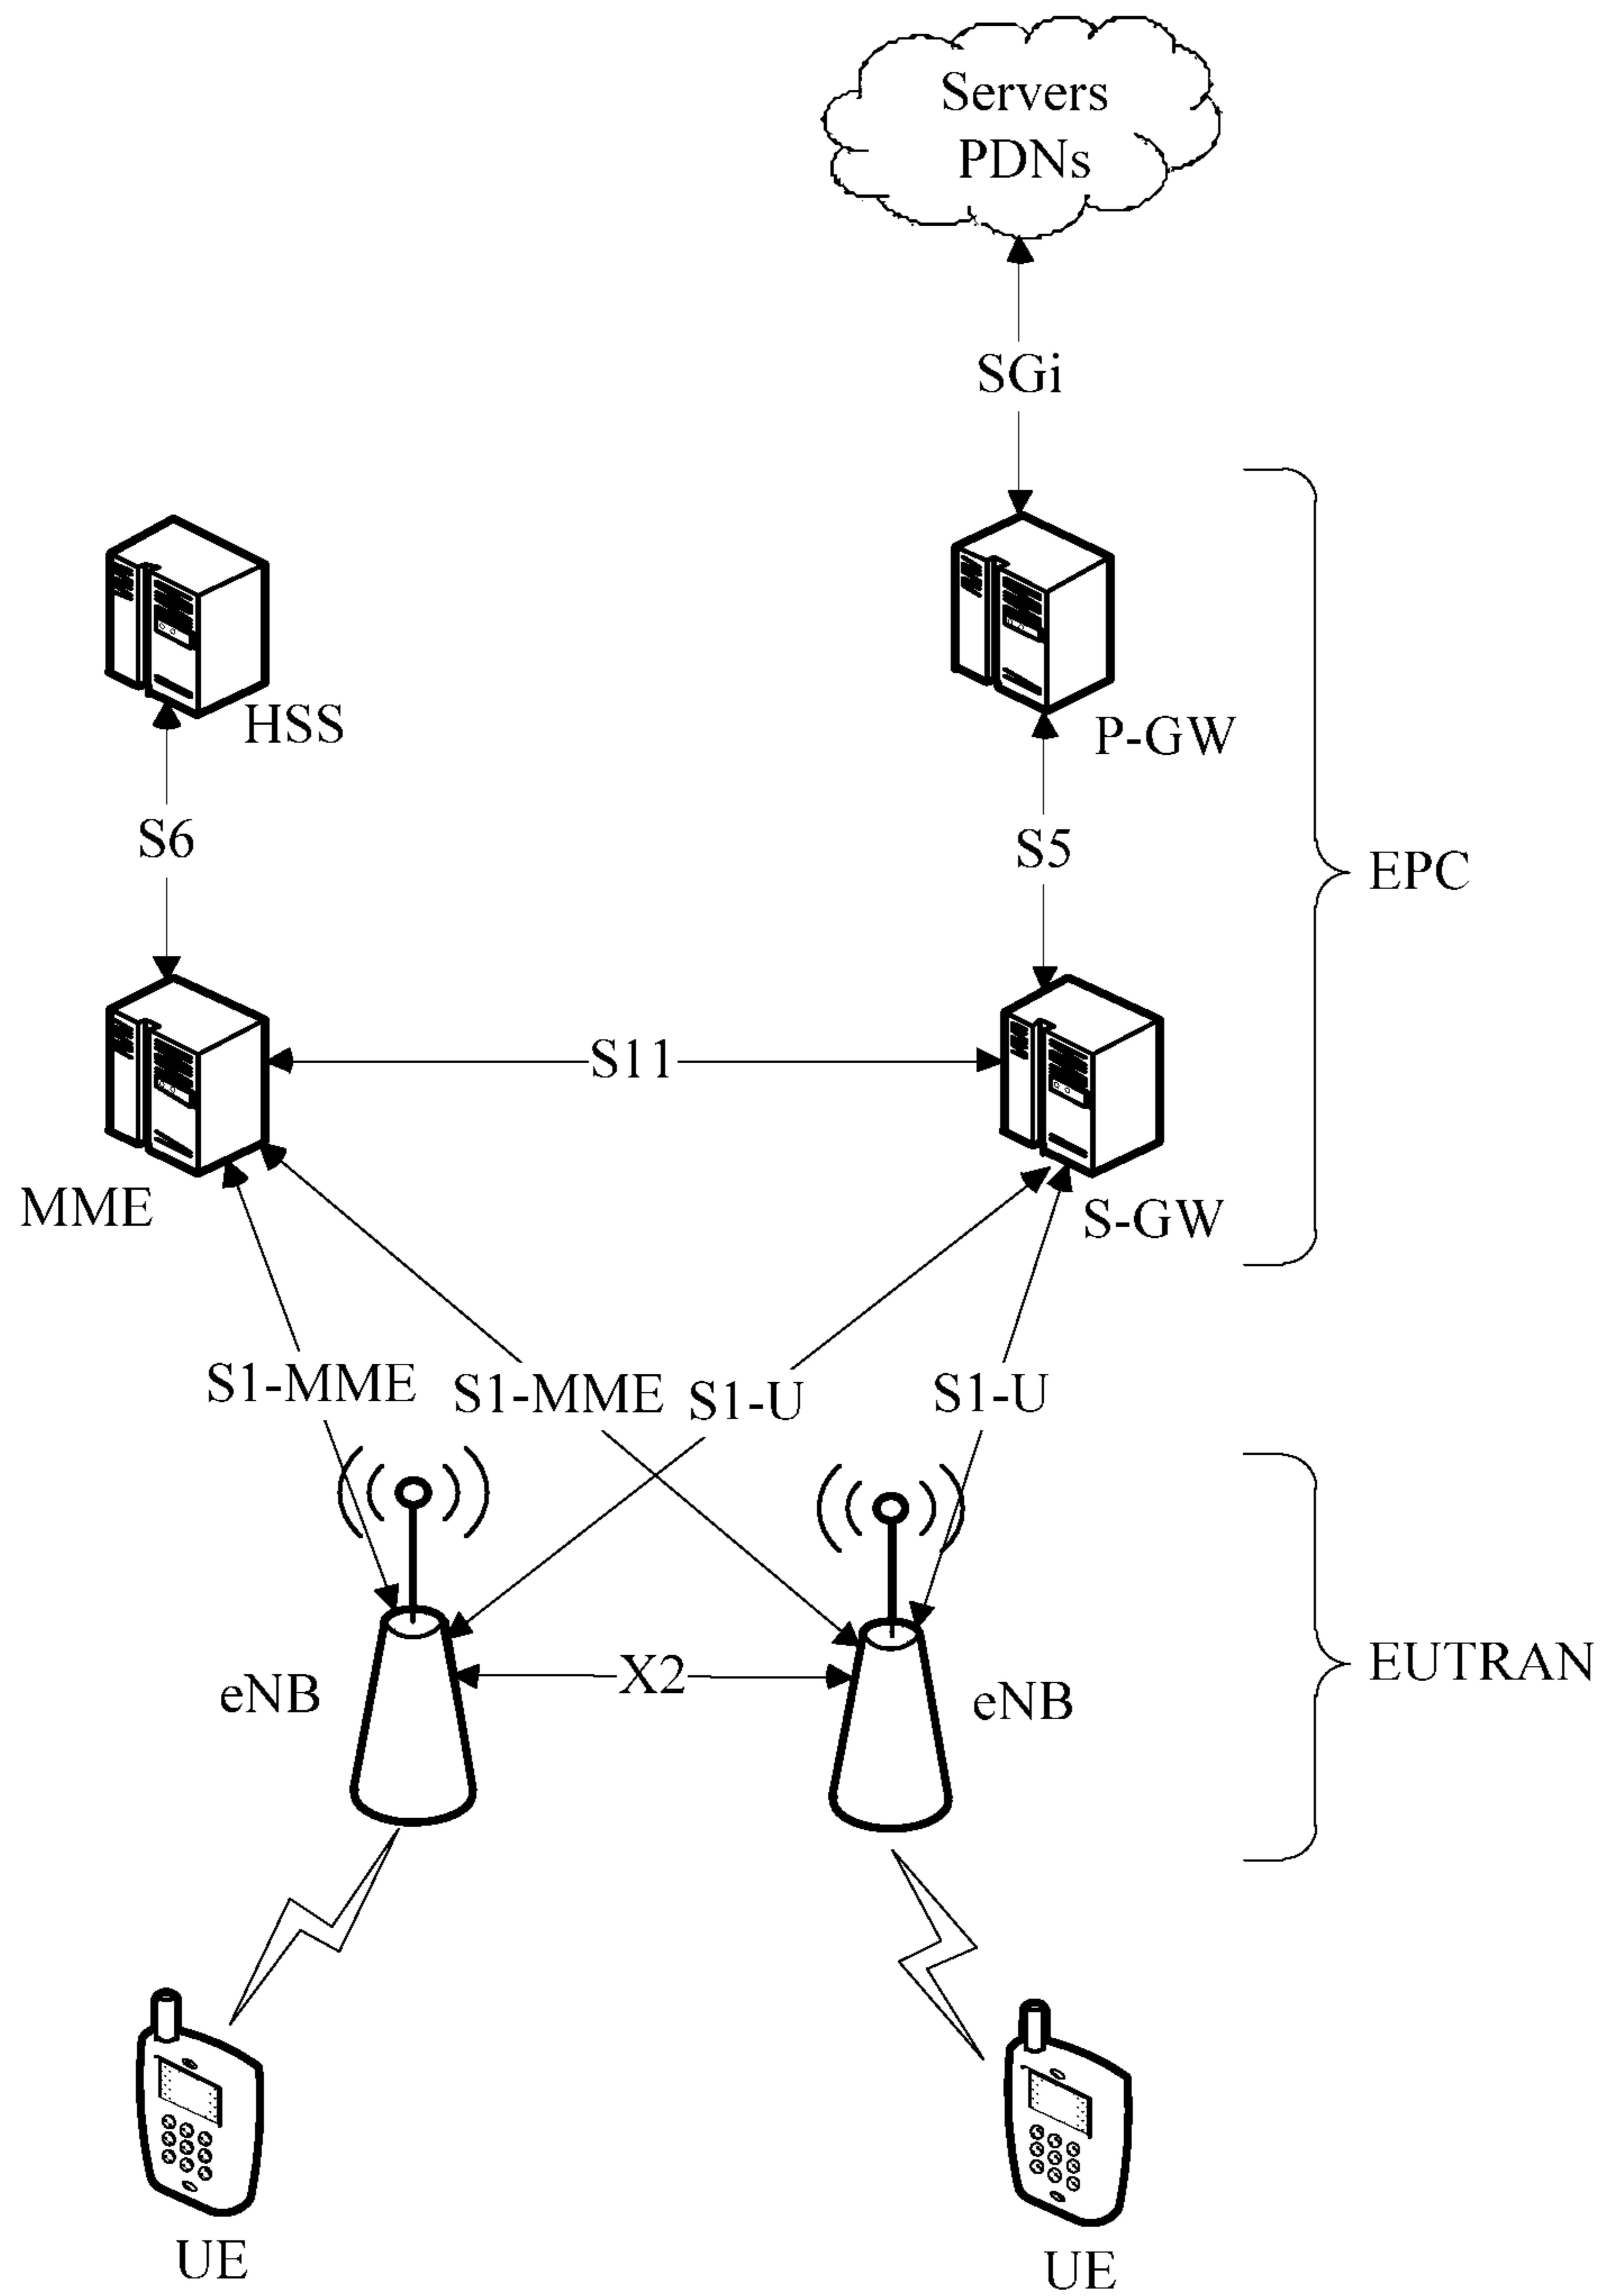 Servers
PDNs
SGi
HSS
P-GW
S6
S5
EPC
S11
MME
S-GW
S1-MME
S1-MME
S1-U
S1-U
eNB
X2
eNB
EUTRAN
UE
UE